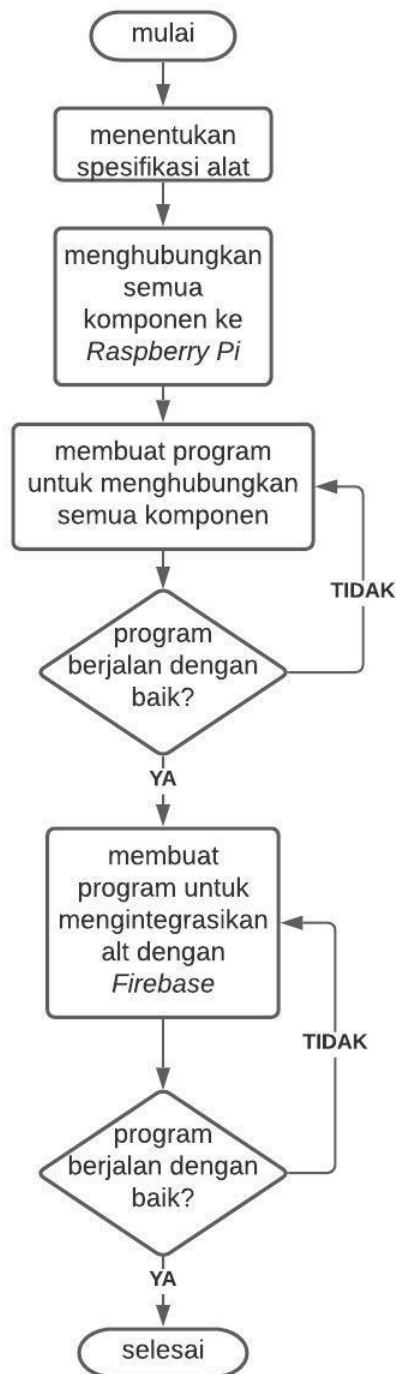 mulai
menentukan
spesifikasi alat
menghubungkan
semua
komponen ke
Raspberry Pi
membuat program
untuk menghubungkan
semua komponen
TIDAK
program
berjalan dengan
baik?
YA
membuat
program untuk
mengintegrasikan
alt dengan
Firebase
TIDAK
program
berjalan dengan
baik?
YA
selesai